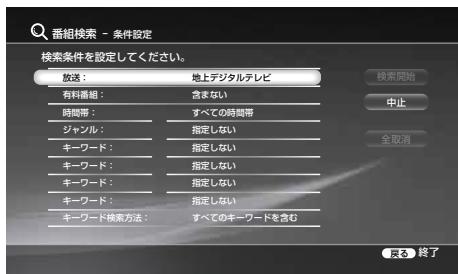 番組検索 - 条件設定
検索条件を設定してください。
放送： 地上デジタルテレビ
検索開始
有料番組： 含まない
中止
時間帯： すべての時間帯
ジャンル： 指定しない
全取消
キーワード： 指定しない
キーワード： 指定しない
キーワード： 指定しない
キーワード： 指定しない
キーワード検索方法： すべてのキーワードを含む
戻る 終了